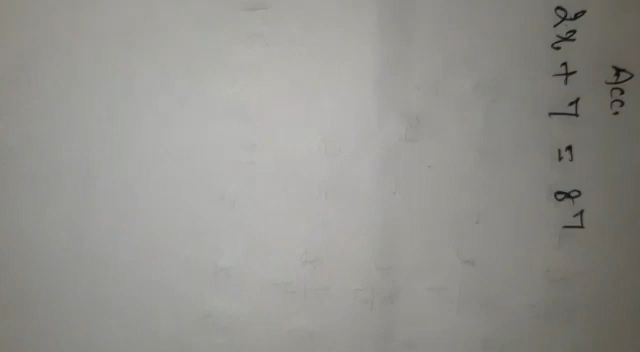 Acc.
2x + 7 = 87